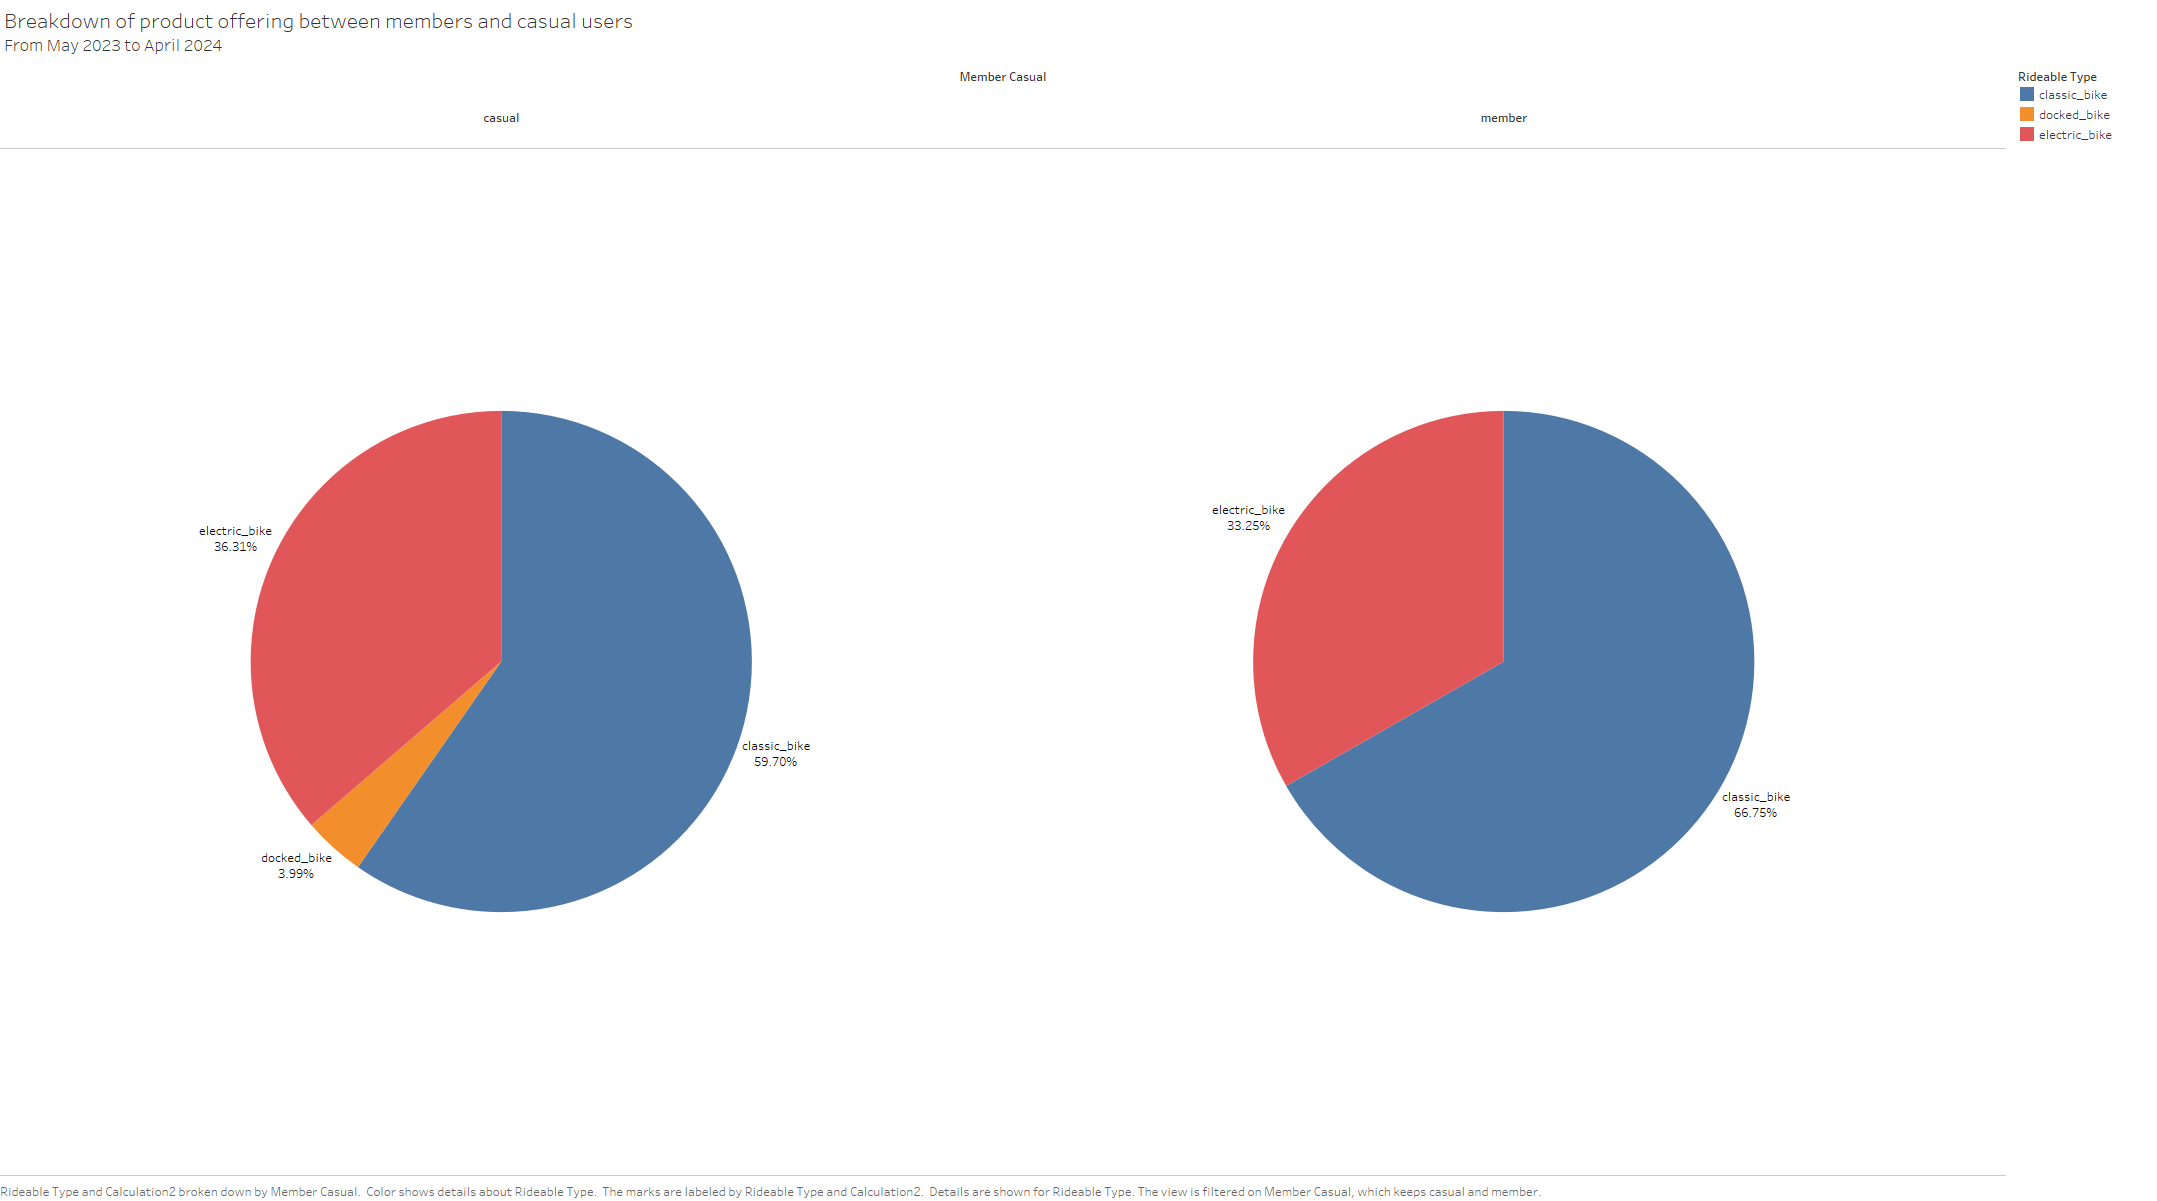 Breakdown of product offering between members and casual users
From May 2023 to April 2024
Member Casual
casual
member
Rideable Type
classic_bike
docked_bike
electric_bike
electric_bike
36.31%
classic_bike
59.70%
docked_bike
3.99%
electric_bike
33.25%
classic_bike
66.75%
Rideable Type and Calculation2 broken down by Member Casual.  Color shows details about Rideable Type.  The marks are labeled by Rideable Type and Calculation2.  Details are shown for Rideable Type. The view is filtered on Member Casual, which keeps casual and member.